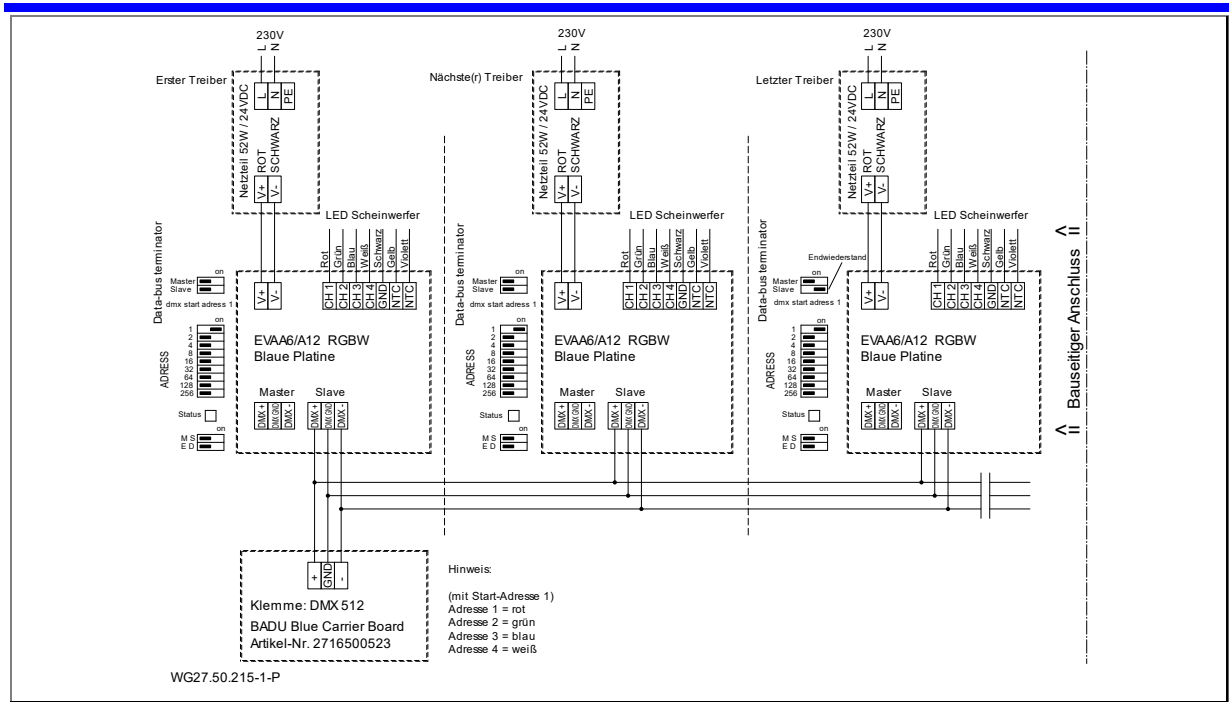 230V
L
N
Erster Treiber
Netzteil 52W / 24VDC
L
N
PE
ROT
SCHWARZ
V+
V-
LED Scheinwerfer
Data-bus terminator
Rot
Grün
Blau
Weiß
Schwarz
Gelb
Violett
on
Master
Slave
dmx start adress 1
V+
V-
CH 1
CH 2
CH 3
CH 4
GND
NTC
NTC
on
ADRESS
1
2
4
8
16
32
64
128
256
EVAA6/A12 RGBW
Blaue Platine
Master
Slave
Status
DMX +
DMX GND
DMX -
DMX +
DMX GND
DMX -
on
M S
E D
230V
L
N
Nächste(r) Treiber
Netzteil 52W / 24VDC
L
N
PE
ROT
SCHWARZ
V+
V-
LED Scheinwerfer
Data-bus terminator
Rot
Grün
Blau
Weiß
Schwarz
Gelb
Violett
on
Master
Slave
dmx start adress 1
V+
V-
CH 1
CH 2
CH 3
CH 4
GND
NTC
NTC
on
ADRESS
1
2
4
8
16
32
64
128
256
EVAA6/A12 RGBW
Blaue Platine
Master
Slave
Status
DMX +
DMX GND
DMX -
DMX +
DMX GND
DMX -
on
M S
E D
230V
L
N
Letzter Treiber
Netzteil 52W / 24VDC
L
N
PE
ROT
SCHWARZ
V+
V-
LED Scheinwerfer
Data-bus terminator
Endwiederstand
Rot
Grün
Blau
Weiß
Schwarz
Gelb
Violett
on
Master
Slave
dmx start adress 1
V+
V-
CH 1
CH 2
CH 3
CH 4
GND
NTC
NTC
on
ADRESS
1
2
4
8
16
32
64
128
256
EVAA6/A12 RGBW
Blaue Platine
Master
Slave
Status
DMX +
DMX GND
DMX -
DMX +
DMX GND
DMX -
on
M S
E D
<= Bauseitiger Anschluss <=
+
GND
-
Klemme: DMX 512
BADU Blue Carrier Board
Artikel-Nr. 2716500523
Hinweis:
(mit Start-Adresse 1)
Adresse 1 = rot
Adresse 2 = grün
Adresse 3 = blau
Adresse 4 = weiß
WG27.50.215-1-P